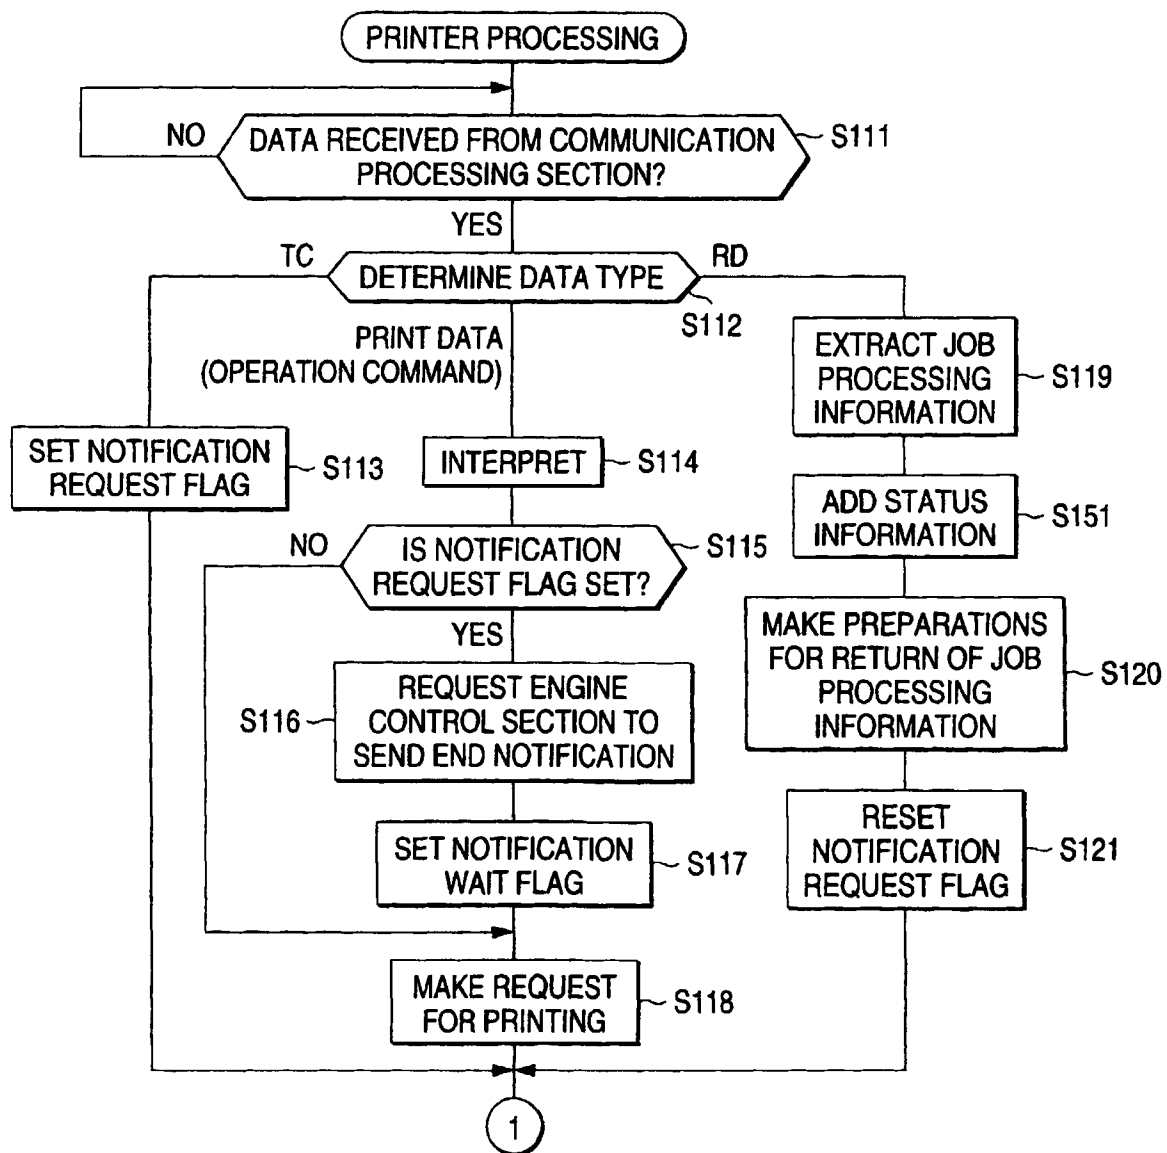 PRINTER PROCESSING
NO
DATA RECEIVED FROM COMMUNICATION
PROCESSING SECTION?
S111
YES
TC
DETERMINE DATA TYPE
RD
S112
PRINT DATA
(OPERATION COMMAND)
EXTRACT JOB
PROCESSING
INFORMATION
S119
SET NOTIFICATION
REQUEST FLAG
S113
INTERPRET
S114
ADD STATUS
INFORMATION
S151
NO
IS NOTIFICATION
REQUEST FLAG SET?
S115
YES
MAKE PREPARATIONS
FOR RETURN OF JOB
PROCESSING
INFORMATION
S120
S116
REQUEST ENGINE
CONTROL SECTION TO
SEND END NOTIFICATION
RESET
NOTIFICATION
REQUEST FLAG
S121
SET NOTIFICATION
WAIT FLAG
S117
MAKE REQUEST
FOR PRINTING
S118
1